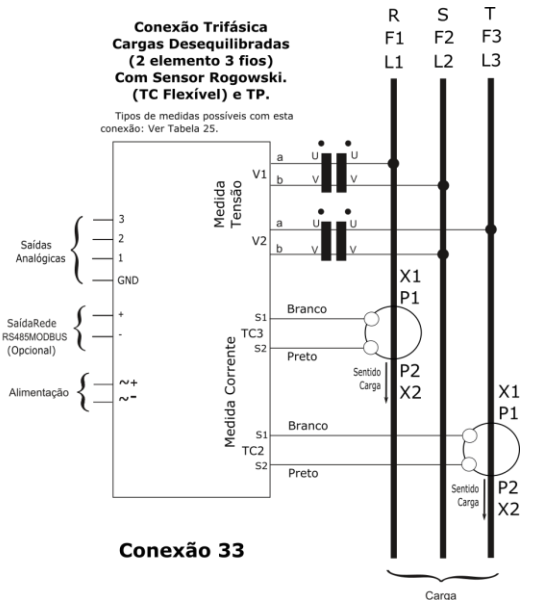 Conexão Trifásica
Cargas Desequilibradas
(2 elemento 3 fios)
Com Sensor Rogowski.
(TC Flexível) e TP.
Tipos de medidas possíveis com esta
conexão: Ver Tabela 25.
R S T
F1 F2 F3
L1 L2 L3
Medida
Tensão
V1
a
b
U U
V V
V2
a
b
U U
V V
Saídas
Analógicas
3
2
1
GND
SaídaRede
RS485MODBUS
(Opcional)
+
-
Alimentação
~+
~-
Medida Corrente
S1
TC3
S2
Branco
Preto
X1
P1
Sentido
Carga
P2
X2
S1
TC2
S2
Branco
Preto
X1
P1
Sentido
Carga
P2
X2
Conexão 33
Carga